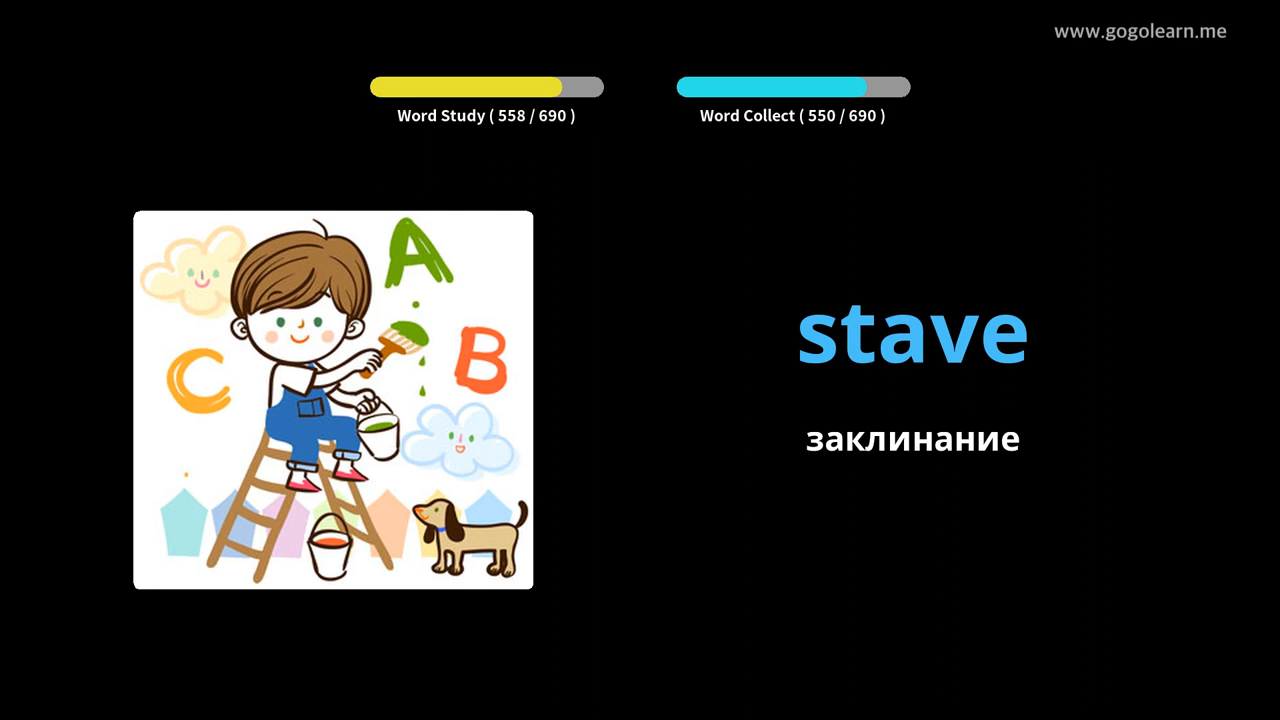 www.gogolearn.me
Word Study ( 558 / 690 )
Word Collect ( 550 / 690 )
A
B
C
stave
заклинание